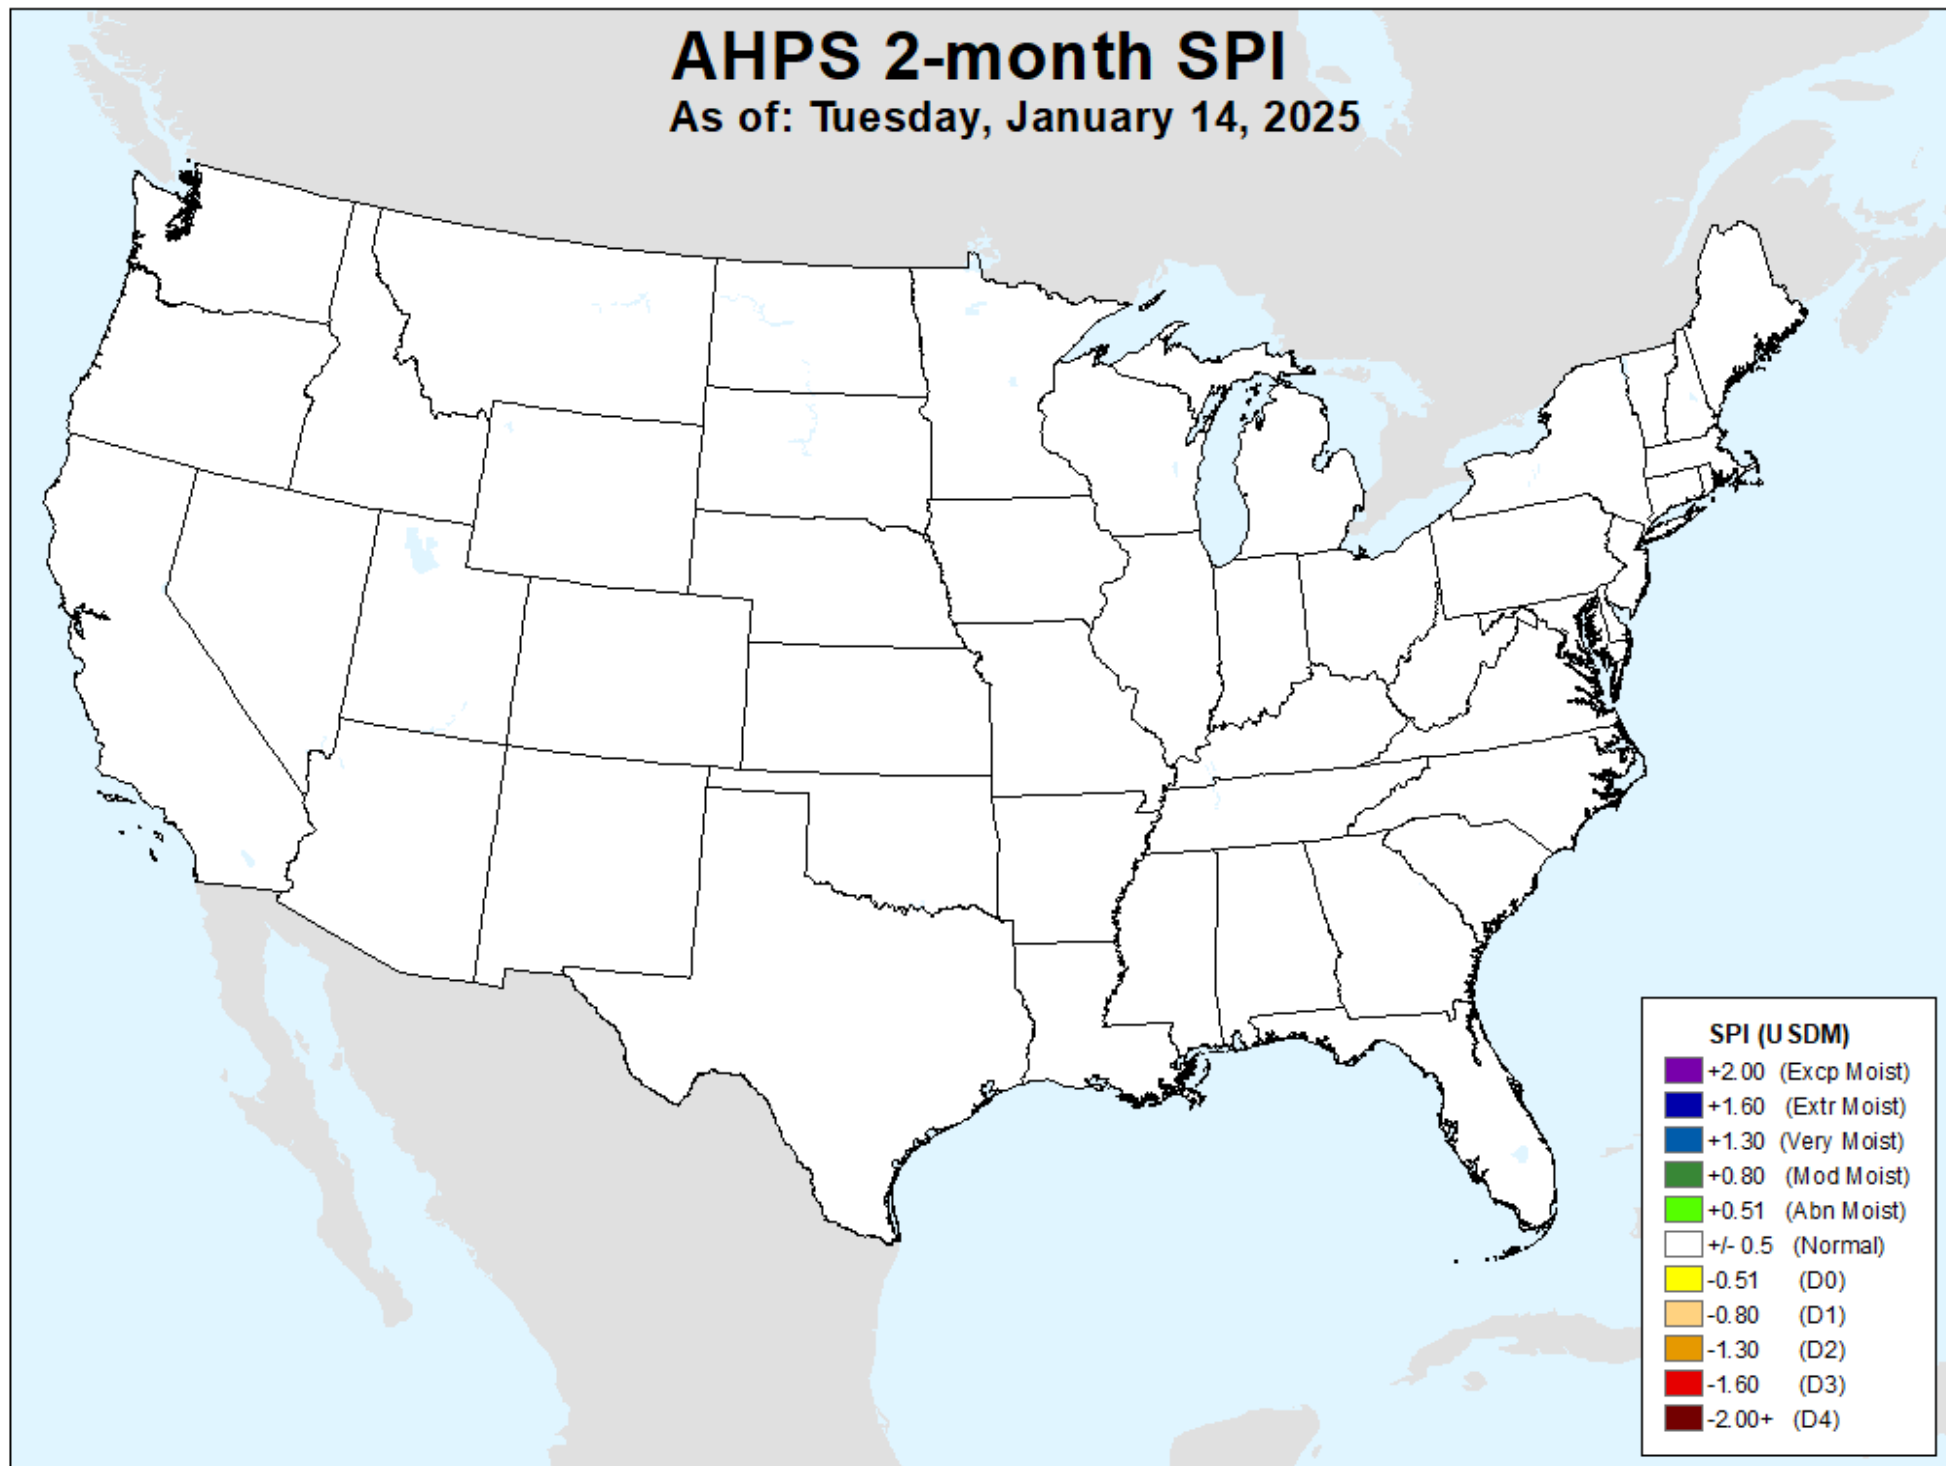 AHPS 2-month SPI
As of: Tuesday, January 14, 2025
SPI (USDM)
+2.00 (Excp Moist)
+1.60 (Extr Moist)
+1.30 (Very Moist)
+0.80 (Mod Moist)
+0.51 (Abn Moist)
+/- 0.5 (Normal)
-0.51 (D0)
-0.80 (D1)
-1.30 (D2)
-1.60 (D3)
-2.00+ (D4)